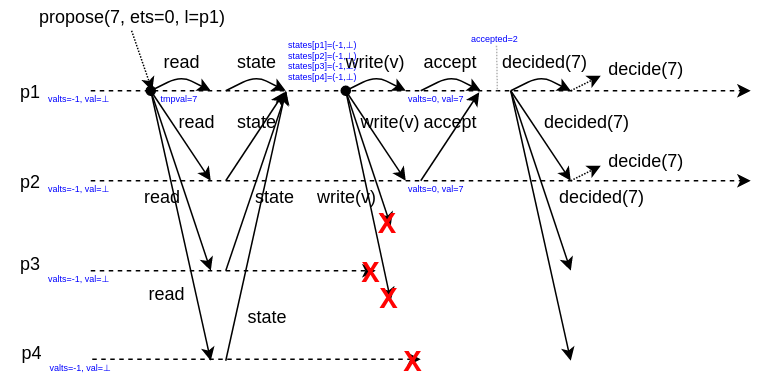 propose(7, ets=0, l=p1)
accepted=2
states[p1]=(-1,⊥)
states[p2]=(-1,⊥)
states[p3]=(-1,⊥)
states[p4]=(-1,⊥)
read state write(v) accept decided(7) decide(7)
p1 valts=-1, val=⊥ tmpval=7 valts=0, val=7
read state write(v) accept decided(7)
decide(7)
p2 valts=-1, val=⊥ valts=0, val=7
read state write(v) decided(7)
X
p3 valts=-1, val=⊥ X
read X
state
p4 valts=-1, val=⊥ X